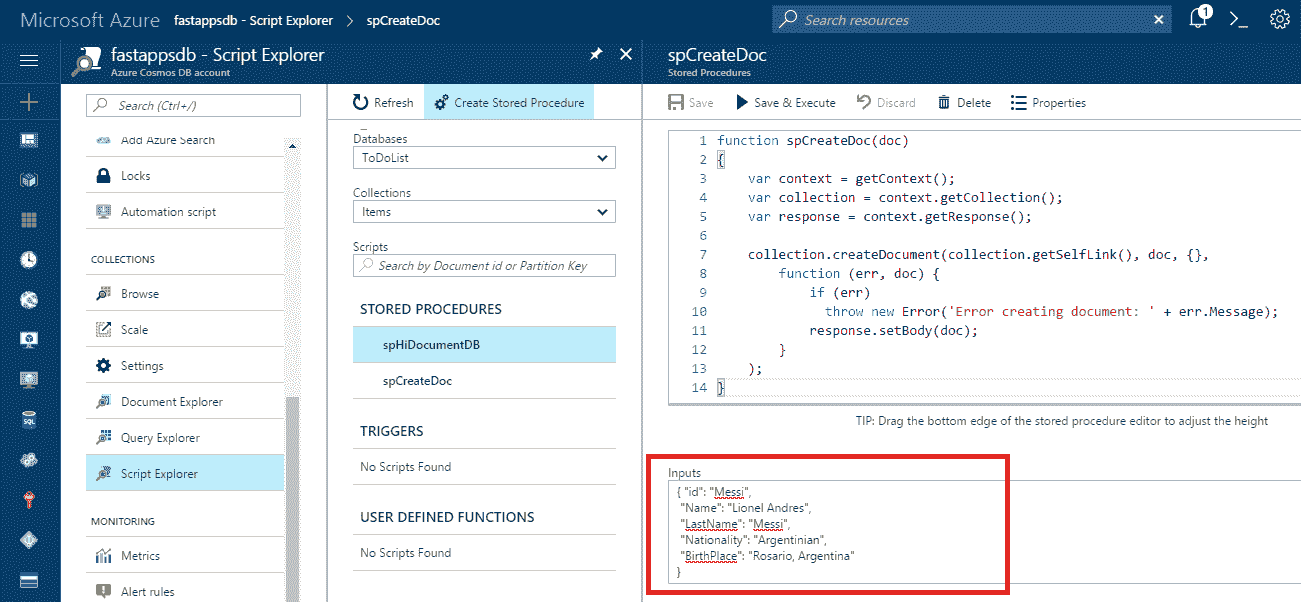 Microsoft Azure fastappsdb - Script Explorer > spCreateDoc
Search resources
1
fastappsdb - Script Explorer
Azure Cosmos DB account
Search (Ctrl+/)
Add Azure Search
Locks
Automation script
COLLECTIONS
Browse
Scale
Settings
Document Explorer
Query Explorer
Script Explorer
MONITORING
Metrics
Alert rules
SQL
Refresh
Create Stored Procedure
Databases
ToDoList
Collections
Items
Scripts
Search by Document id or Partition Key
STORED PROCEDURES
spHiDocumentDB
spCreateDoc
TRIGGERS
No Scripts Found
USER DEFINED FUNCTIONS
No Scripts Found
spCreateDoc
Stored Procedures
Save
Save & Execute
Discard
Delete
Properties
1 function spCreateDoc(doc)
2 {
3 var context = getContext();
4 var collection = context.getCollection();
5 var response = context.getResponse();
6
7 collection.createDocument(collection.getSelfLink(), doc, {},
8 function (err, doc) {
9 if (err)
10 throw new Error('Error creating document: ' + err.Message);
11 response.setBody(doc);
12 }
13 );
14 }
TIP: Drag the bottom edge of the stored procedure editor to adjust the height
Inputs
{ "id": "Messi",
"Name": "Lionel Andres",
"LastName": "Messi",
"Nationality": "Argentinian",
"BirthPlace": "Rosario, Argentina"
}